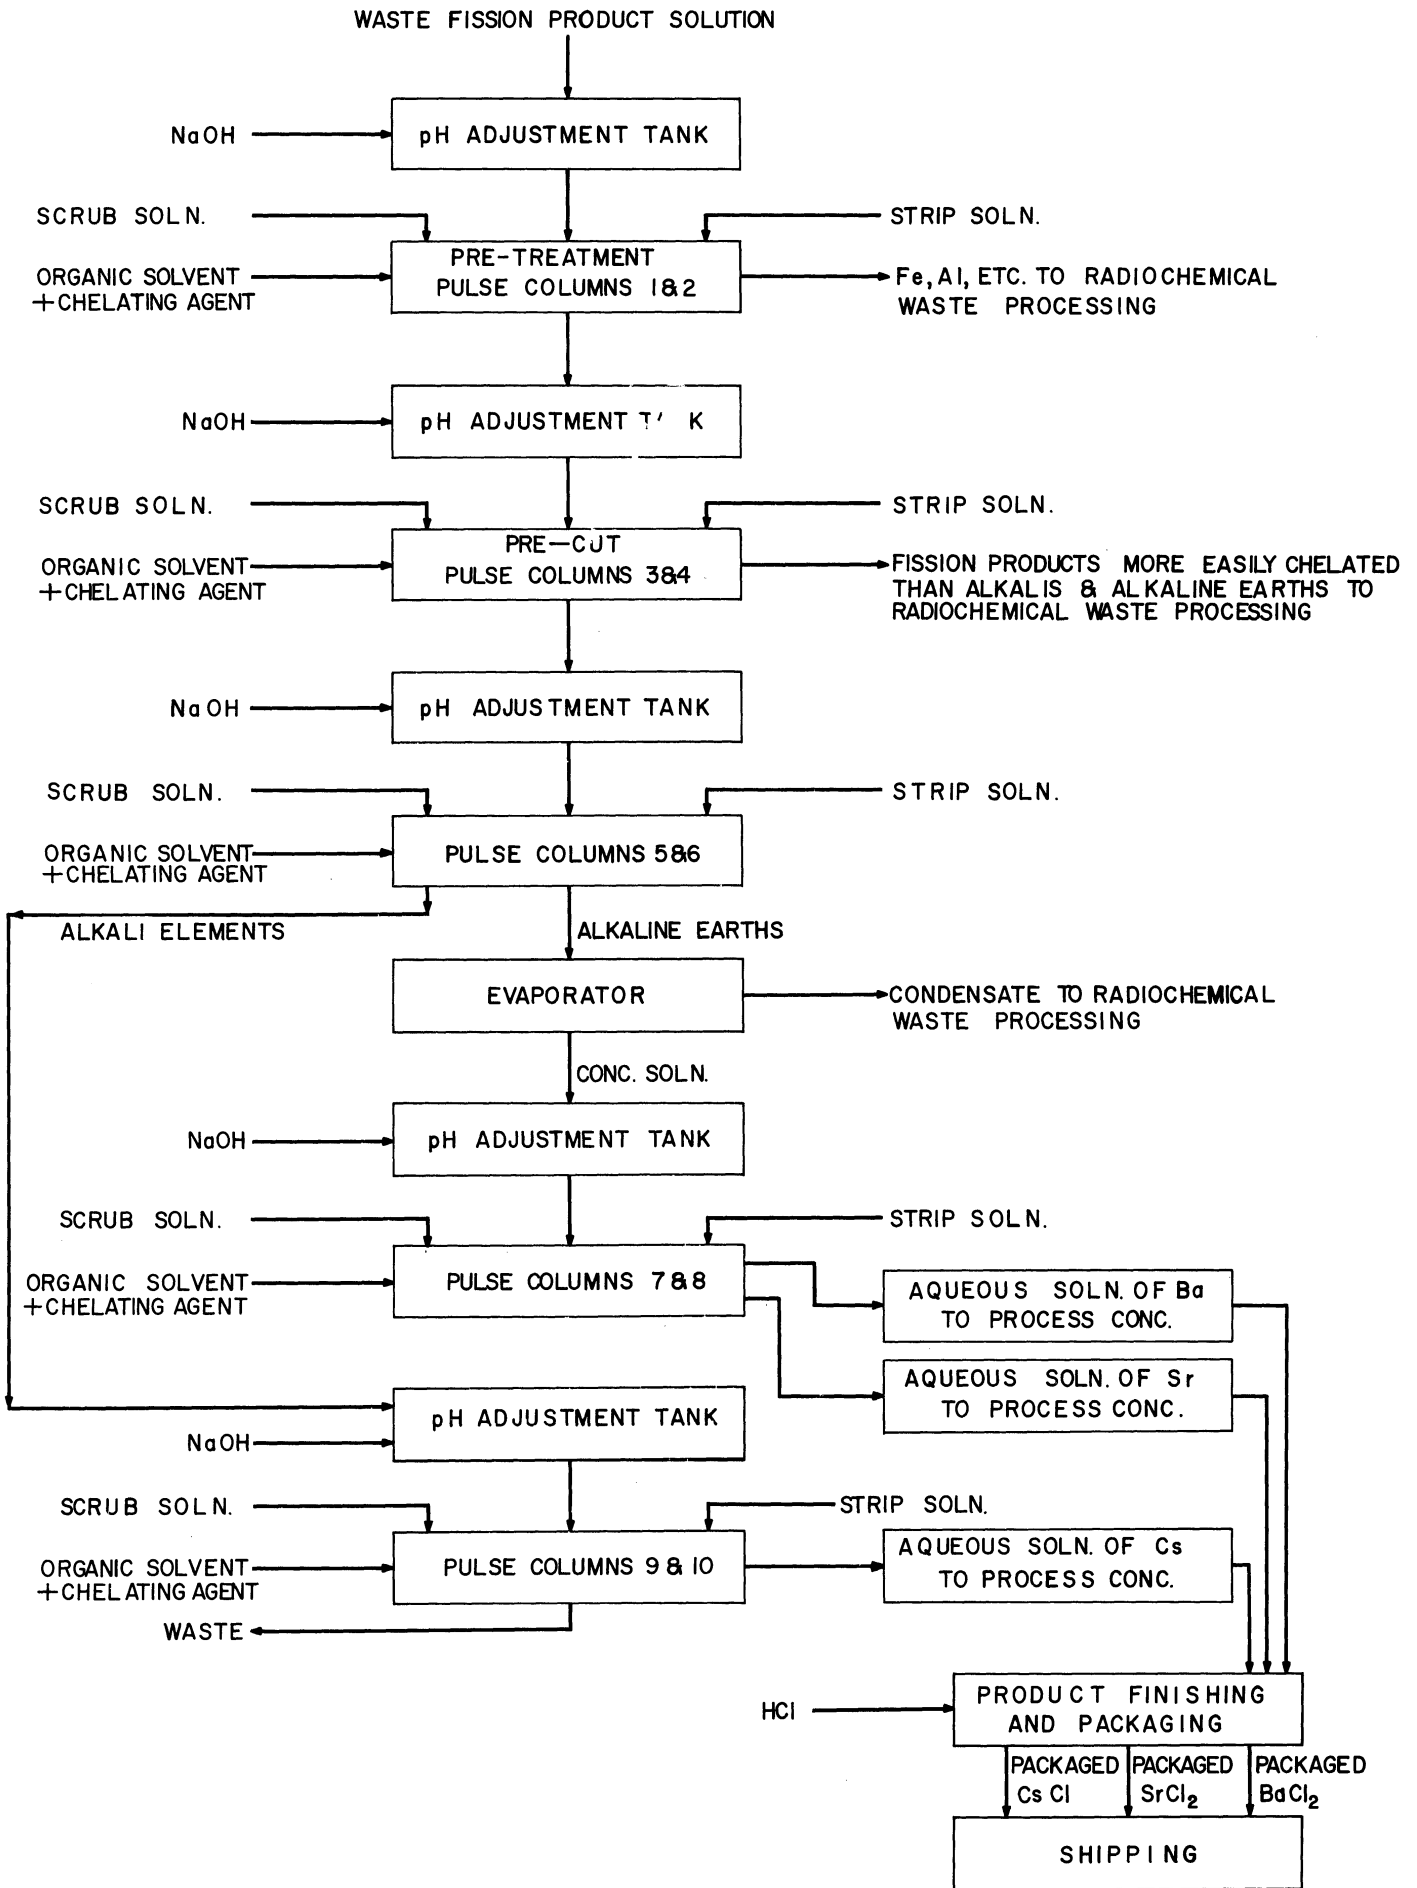 WASTE FISSION PRODUCT SOLUTION
NaOH
pH ADJUSTMENT TANK
SCRUB SOLN.
STRIP SOLN.
ORGANIC SOLVENT
+CHELATING AGENT
PRE-TREATMENT
PULSE COLUMNS 1&2
Fe, Al, ETC. TO RADIOCHEMICAL
WASTE PROCESSING
NaOH
pH ADJUSTMENT
SCRUB SOLN.
STRIP SOLN.
ORGANIC SOLVENT
+CHELATING AGENT
PRE-CUT
PULSE COLUMNS 3&4
FISSION PRODUCTS MORE EASILY CHELATED
THAN ALKALIS & ALKALINE EARTHS TO
RADIOCHEMICAL WASTE PROCESSING
NaOH
pH ADJUSTMENT TANK
SCRUB SOLN.
STRIP SOLN.
ORGANIC SOLVENT
+CHELATING AGENT
PULSE COLUMNS 5&6
ALKALI ELEMENTS
ALKALINE EARTHS
EVAPORATOR
CONDENSATE TO RADIOCHEMICAL
WASTE PROCESSING
CONC. SOLN.
NaOH
pH ADJUSTMENT TANK
SCRUB SOLN.
STRIP SOLN.
ORGANIC SOLVENT
+CHELATING AGENT
PULSE COLUMNS 7&8
AQUEOUS SOLN. OF Ba
TO PROCESS CONC.
AQUEOUS SOLN. OF Sr
TO PROCESS CONC.
pH ADJUSTMENT TANK
NaOH
SCRUB SOLN.
STRIP SOLN.
ORGANIC SOLVENT
+CHELATING AGENT
PULSE COLUMNS 9 & 10
AQUEOUS SOLN. OF Cs
TO PROCESS CONC.
WASTE
HCl
PRODUCT FINISHING
AND PACKAGING
PACKAGED
CsCl
PACKAGED
SrCl₂
PACKAGED
BaCl₂
SHIPPING